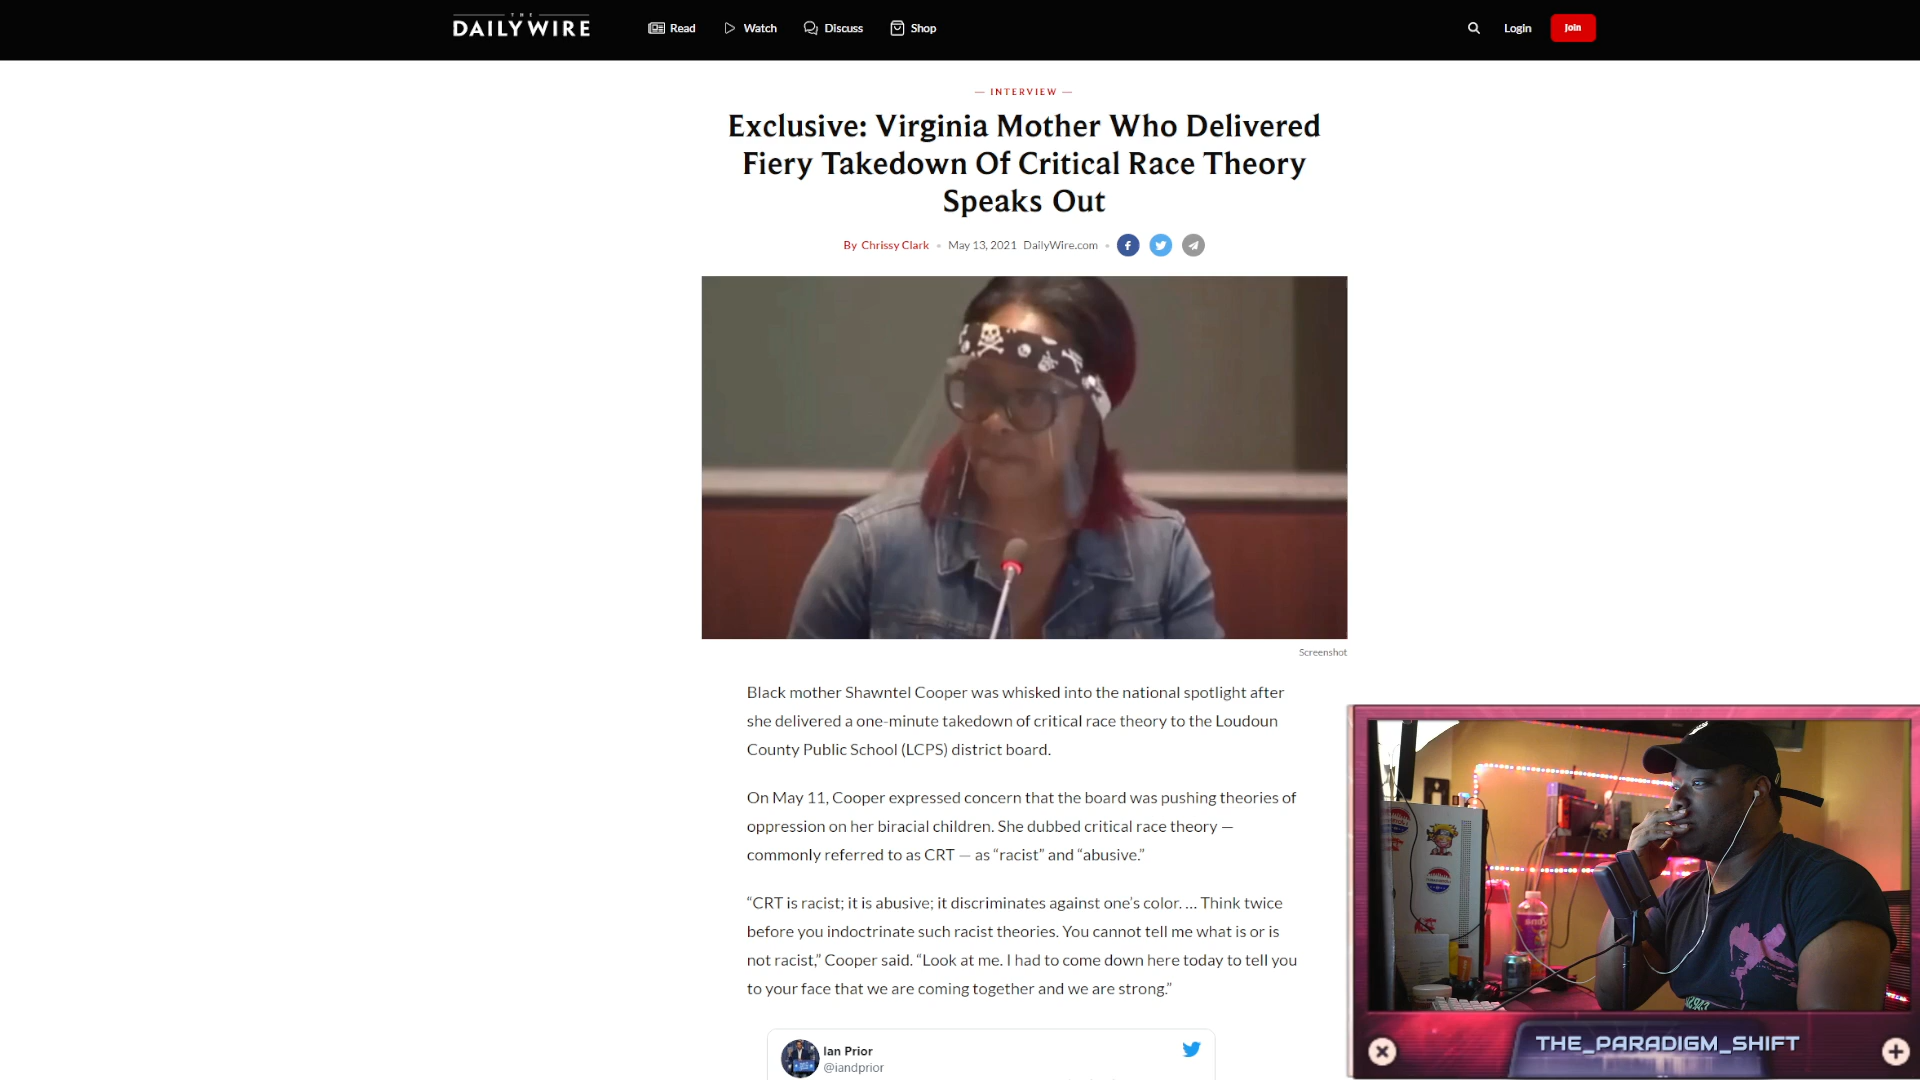 THE
DAILYWIRE
Read
Watch
Discuss
Shop
Login
Join
— INTERVIEW —
Exclusive: Virginia Mother Who Delivered
Fiery Takedown Of Critical Race Theory
Speaks Out
By Chrissy Clark • May 13, 2021 DailyWire.com •
Screenshot
Black mother Shawntel Cooper was whisked into the national spotlight after
she delivered a one-minute takedown of critical race theory to the Loudoun
County Public School (LCPS) district board.
On May 11, Cooper expressed concern that the board was pushing theories of
oppression on her biracial children. She dubbed critical race theory —
commonly referred to as CRT — as “racist” and “abusive.”
“CRT is racist; it is abusive; it discriminates against one’s color. … Think twice
before you indoctrinate such racist theories. You cannot tell me what is or is
not racist,” Cooper said. “Look at me. I had to come down here today to tell you
to your face that we are coming together and we are strong.”
Ian Prior
@iandprior
THE_PARADIGM_SHIFT